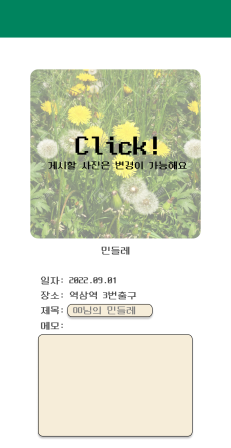 Click!
게시할 사진은 변경이 가능해요
민들레
일자: 2022.09.01
장소: 역삼역 3번출구
제목: 00님의 민들레
메모: